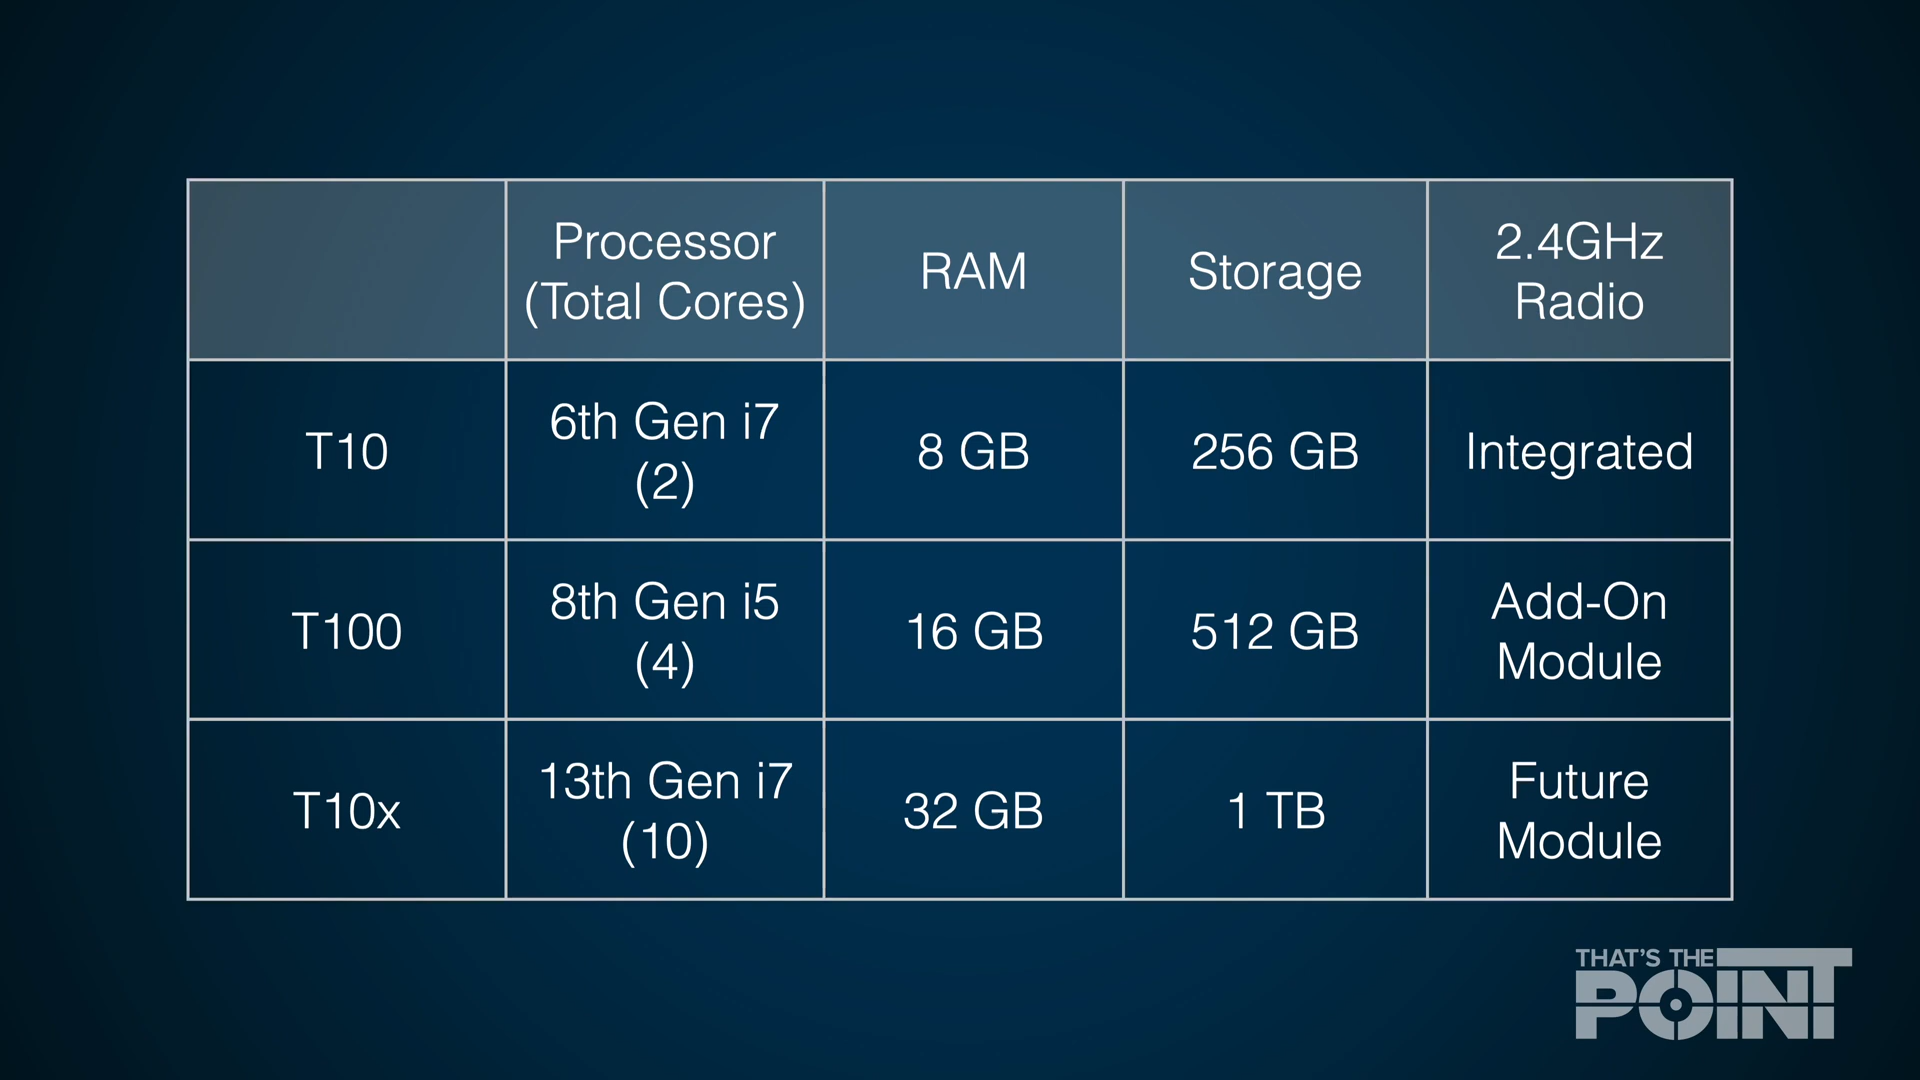 Processor
(Total Cores)
RAM
Storage
2.4GHz
Radio
T10
6th Gen i7
(2)
8 GB
256 GB
Integrated
T100
8th Gen i5
(4)
16 GB
512 GB
Add-On
Module
T10x
13th Gen i7
(10)
32 GB
1 TB
Future
Module
THAT'S THE
POINT